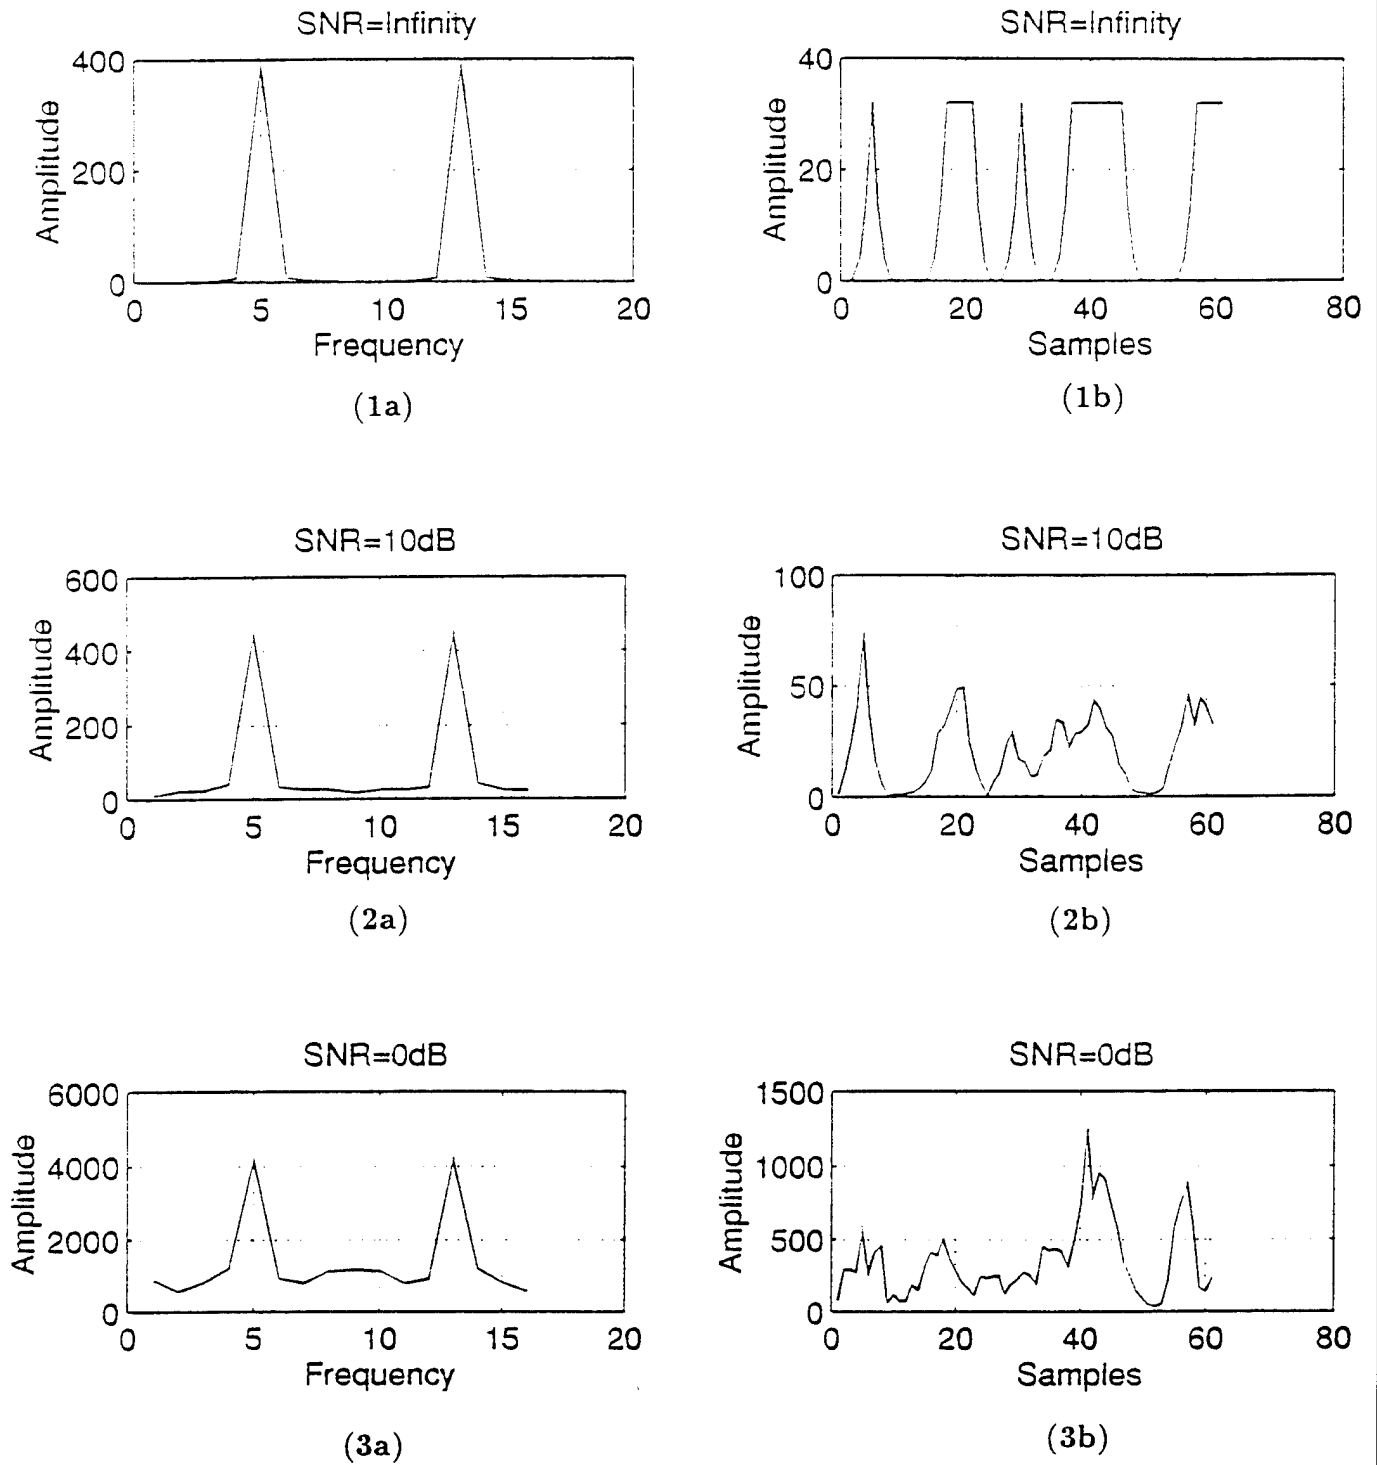 SNR=Infinity
Amplitude
400
200
0
0 5 10 15 20
Frequency
(1a)
SNR=Infinity
Amplitude
40
20
0
0 20 40 60 80
Samples
(1b)
SNR=10dB
Amplitude
600
400
200
0
0 5 10 15 20
Frequency
(2a)
SNR=10dB
Amplitude
100
50
0
0 20 40 60 80
Samples
(2b)
SNR=0dB
Amplitude
6000
4000
2000
0
0 5 10 15 20
Frequency
(3a)
SNR=0dB
Amplitude
1500
1000
500
0
0 20 40 60 80
Samples
(3b)